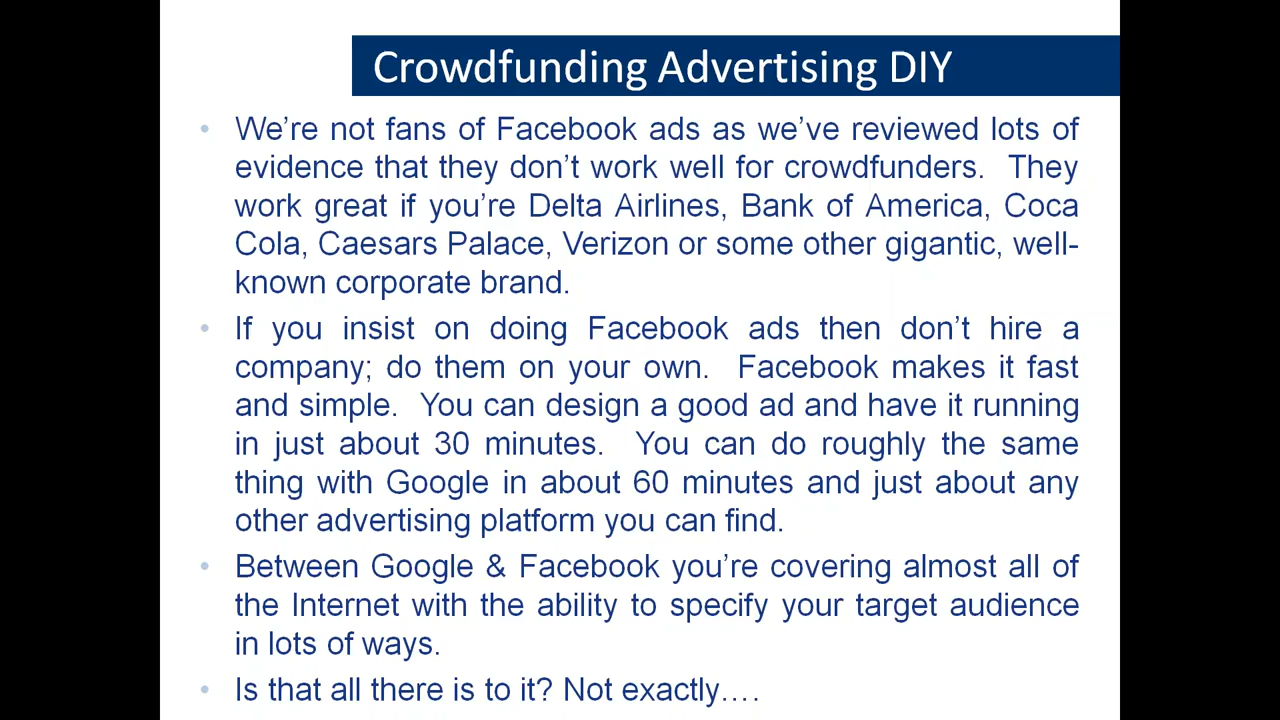 Crowdfunding Advertising DIY
• We're not fans of Facebook ads as we've reviewed lots of
evidence that they don't work well for crowdfunders.  They
work great if you're Delta Airlines, Bank of America, Coca
Cola, Caesars Palace, Verizon or some other gigantic, well-
known corporate brand.
• If you insist on doing Facebook ads then don't hire a
company; do them on your own.  Facebook makes it fast
and simple.  You can design a good ad and have it running
in just about 30 minutes.  You can do roughly the same
thing with Google in about 60 minutes and just about any
other advertising platform you can find.
• Between Google & Facebook you're covering almost all of
the Internet with the ability to specify your target audience
in lots of ways.
• Is that all there is to it? Not exactly….